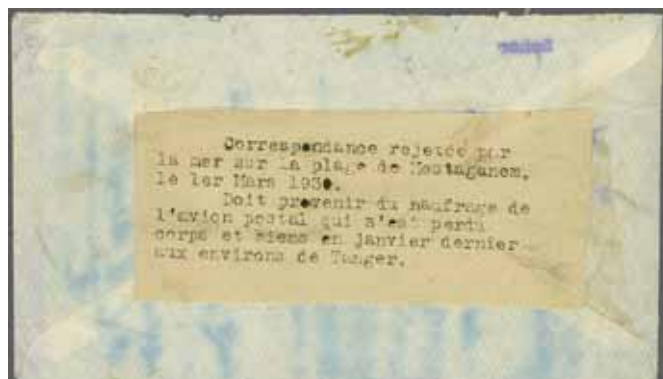 Correspondance rejetée par
la mer sur la plage de Mostaganem,
le 1er Mars 1930.
Doit provenir du naufrage de
l'avion postal qui s'est perdu
corps et biens en janvier dernier
aux environs de Tanger.